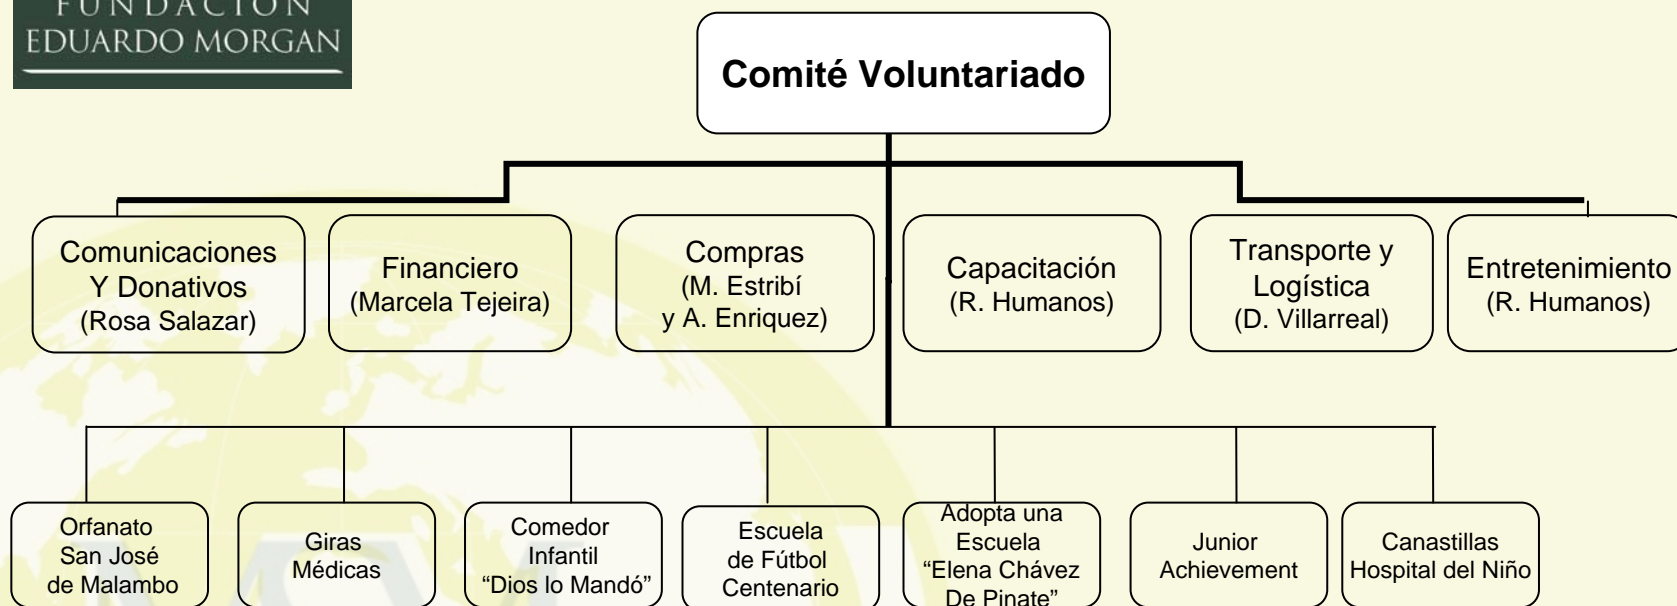 FUNDACIÓN
EDUARDO MORGAN
Comité Voluntariado
Comunicaciones
Y Donativos
(Rosa Salazar)
Financiero
(Marcela Tejeira)
Compras
(M. Estribí
y A. Enriquez)
Capacitación
(R. Humanos)
Transporte y
Logística
(D. Villarreal)
Entretenimiento
(R. Humanos)
Orfanato
San José
de Malambo
Giras
Médicas
Comedor
Infantil
“Dios lo Mandó”
Escuela
de Fútbol
Centenario
Adopta una
Escuela
“Elena Chávez
De Pinate”
Junior
Achievement
Canastillas
Hospital del Niño